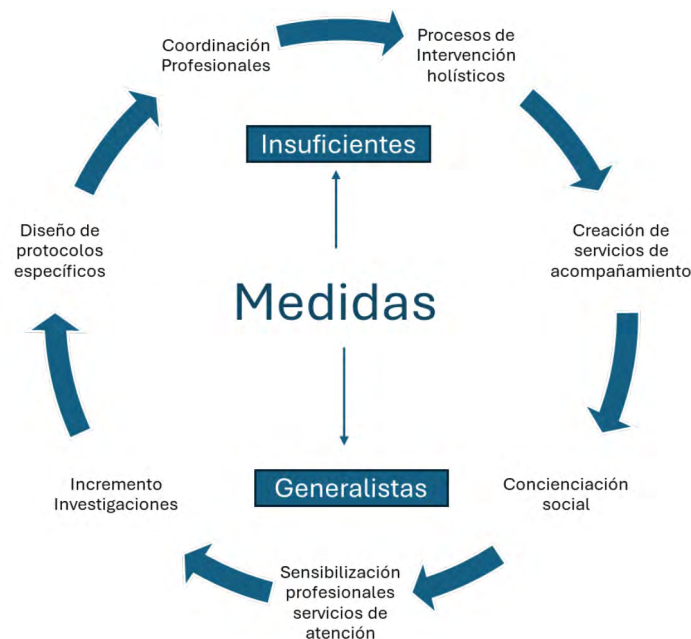 Coordinación
Profesionales
Procesos de
Intervención
holísticos
Insuficientes
Diseño de
protocolos
específicos
Creación de
servicios de
acompañamiento
Medidas
Incremento
Investigaciones
Generalistas
Concienciación
social
Sensibilización
profesionales
servicios de
atención